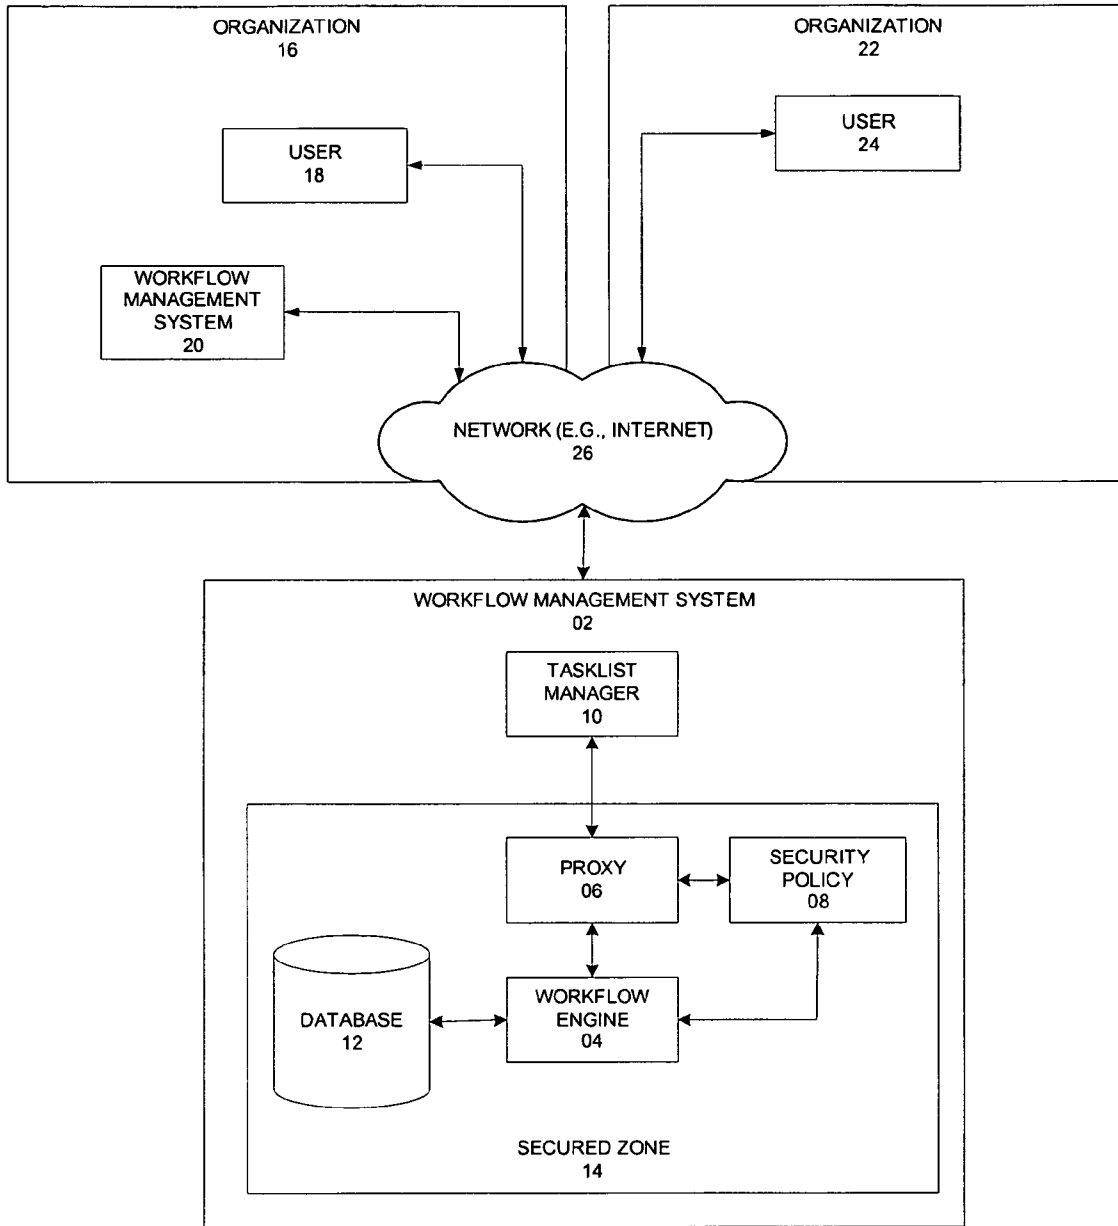 ORGANIZATION
16
ORGANIZATION
22
USER
18
USER
24
WORKFLOW
MANAGEMENT
SYSTEM
20
NETWORK (E.G., INTERNET)
26
WORKFLOW MANAGEMENT SYSTEM
02
TASKLIST
MANAGER
10
PROXY
06
SECURITY
POLICY
08
DATABASE
12
WORKFLOW
ENGINE
04
SECURED ZONE
14